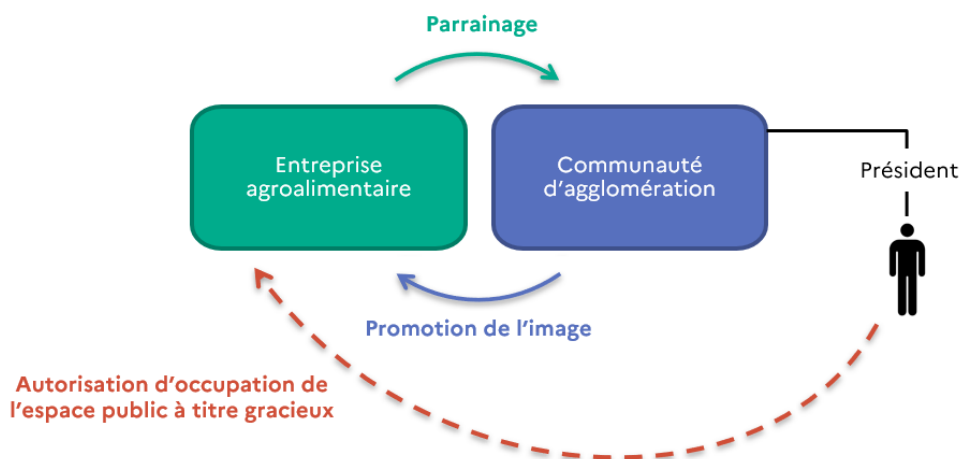 Parrainage
Entreprise
agroalimentaire
Communauté
d’agglomération
Président
Promotion de l’image
Autorisation d’occupation de
l’espace public à titre gracieux